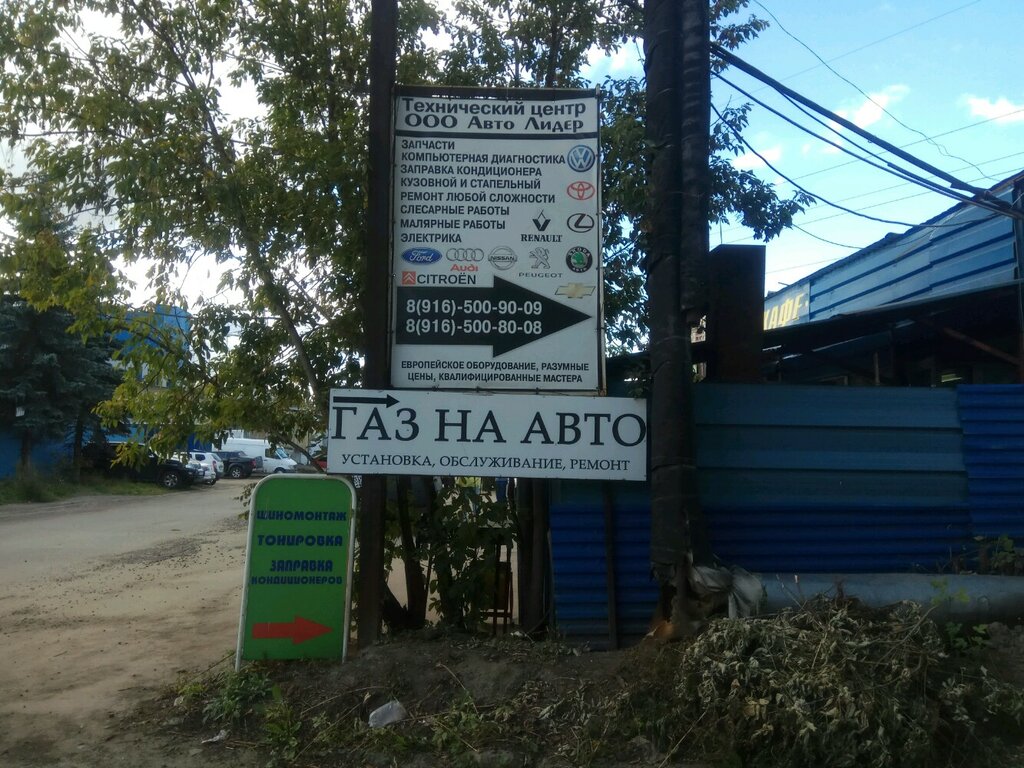 Технический центр
ООО Авто Лидер
ЗАПЧАСТИ
КОМПЬЮТЕРНАЯ ДИАГНОСТИКА
ЗАПРАВКА КОНДИЦИОНЕРА
КУЗОВНОЙ И СТАПЕЛЬНЫЙ
РЕМОНТ ЛЮБОЙ СЛОЖНОСТИ
СЛЕСАРНЫЕ РАБОТЫ
МАЛЯРНЫЕ РАБОТЫ
ЭЛЕКТРИКА
RENAULT
Ford
Audi
NISSAN
PEUGEOT
CITROËN
8(916)-500-90-09
8(916)-500-80-08
ЕВРОПЕЙСКОЕ ОБОРУДОВАНИЕ, РАЗУМНЫЕ
ЦЕНЫ, КВАЛИФИЦИРОВАННЫЕ МАСТЕРА
ГАЗ НА АВТО
УСТАНОВКА, ОБСЛУЖИВАНИЕ, РЕМОНТ
ШИНОМОНТАЖ
ТОНИРОВКА
ЗАПРАВКА
КОНДИЦИОНЕРОВ